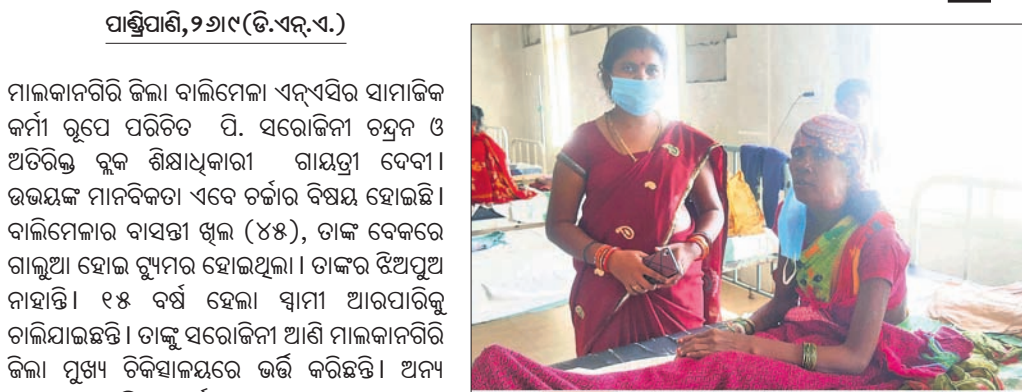 ପାଣ୍ଡ୍ରିପାଣି,୨୬ା୯(ଡି.ଏନ୍.ଏ.)
ମାଲକାନଗିରି ଜିଲା ବାଲିମେଳା ଏନ୍ଏସିର ସାମାଜିକ
କର୍ମୀ ରୂପେ ପରିଚିତ ପି. ସରୋଜିନୀ ଚନ୍ଦ୍ରନ ଓ
ଅତିରିକ୍ତ ବ୍ଲକ ଶିକ୍ଷାଧିକାରୀ ଗାୟତ୍ରୀ ଦେବୀ।
ଉଭୟଙ୍କ ମାନବିକତା ଏବେ ଚର୍ଚ୍ଚାର ବିଷୟ ହୋଇଛି।
ବାଲିମେଳାର ବାସନ୍ତୀ ଖିଲ (୪୫), ତାଙ୍କ ବେକରେ
ଗାଲୁଆ ହୋଇ ଟ୍ୟୁମର ହୋଇଥିଲା। ତାଙ୍କର ଝିଅପୁଅ
ନାହାନ୍ତି। ୧୫ ବର୍ଷ ହେଲା ସ୍ୱାମୀ ଆରପାରିକୁ
ଚାଲିଯାଇଛନ୍ତି। ତାଙ୍କୁ ସରୋଜିନୀ ଆଣି ମାଲକାନଗିରି
ଜିଲା ମୁଖ୍ୟ ଚିକିତ୍ସାଳୟରେ ଭର୍ତ୍ତି କରିଛନ୍ତି। ଅନ୍ୟ